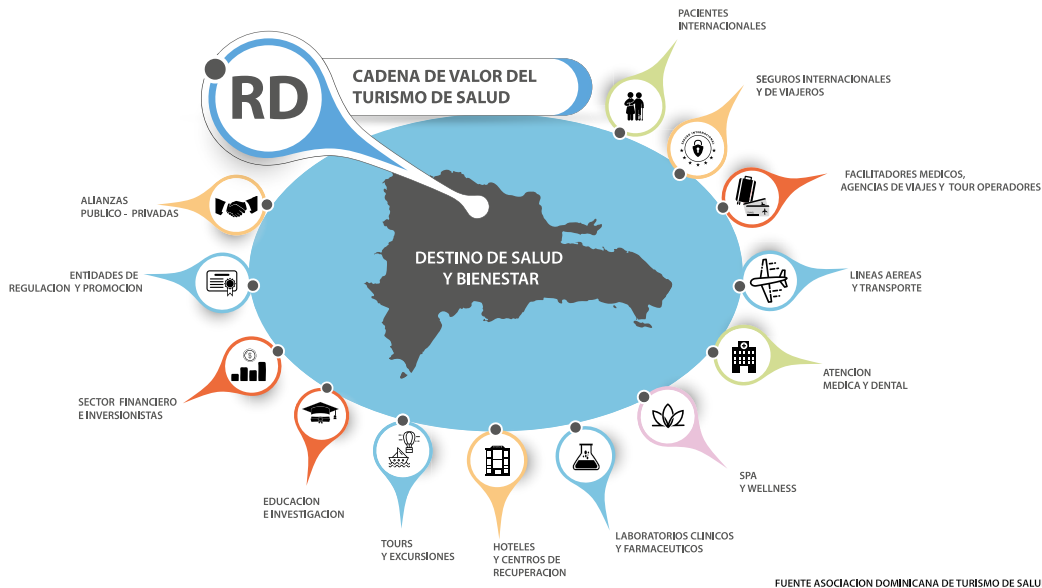 RD
CADENA DE VALOR DEL
TURISMO DE SALUD
PACIENTES
INTERNACIONALES
SEGUROS INTERNACIONALES
Y DE VIAJEROS
FACILITADORES MEDICOS,
AGENCIAS DE VIAJES Y TOUR OPERADORES
LINEAS AEREAS
Y TRANSPORTE
ATENCION
MEDICA Y DENTAL
SPA
Y WELLNESS
LABORATORIOS CLINICOS
Y FARMACEUTICOS
HOTELES
Y CENTROS DE
RECUPERACION
TOURS
Y EXCURSIONES
EDUCACION
E INVESTIGACION
SECTOR FINANCIERO
E INVERSIONISTAS
ENTIDADES DE
REGULACION Y PROMOCION
ALIANZAS
PUBLICO - PRIVADAS
DESTINO DE SALUD
Y BIENESTAR
FUENTE ASOCIACION DOMINICANA DE TURISMO DE SALU